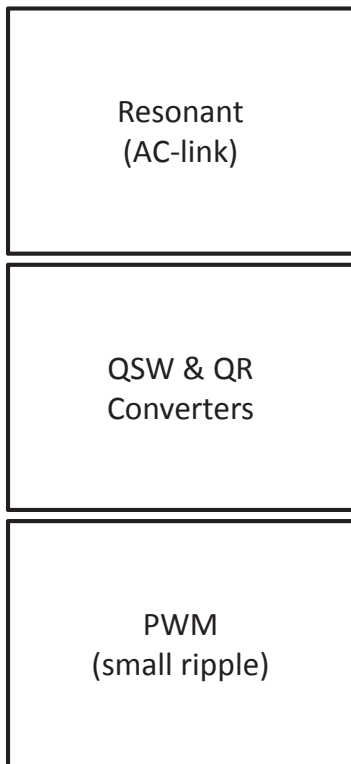 Resonant
(AC-link)
QSW & QR
Converters
PWM
(small ripple)